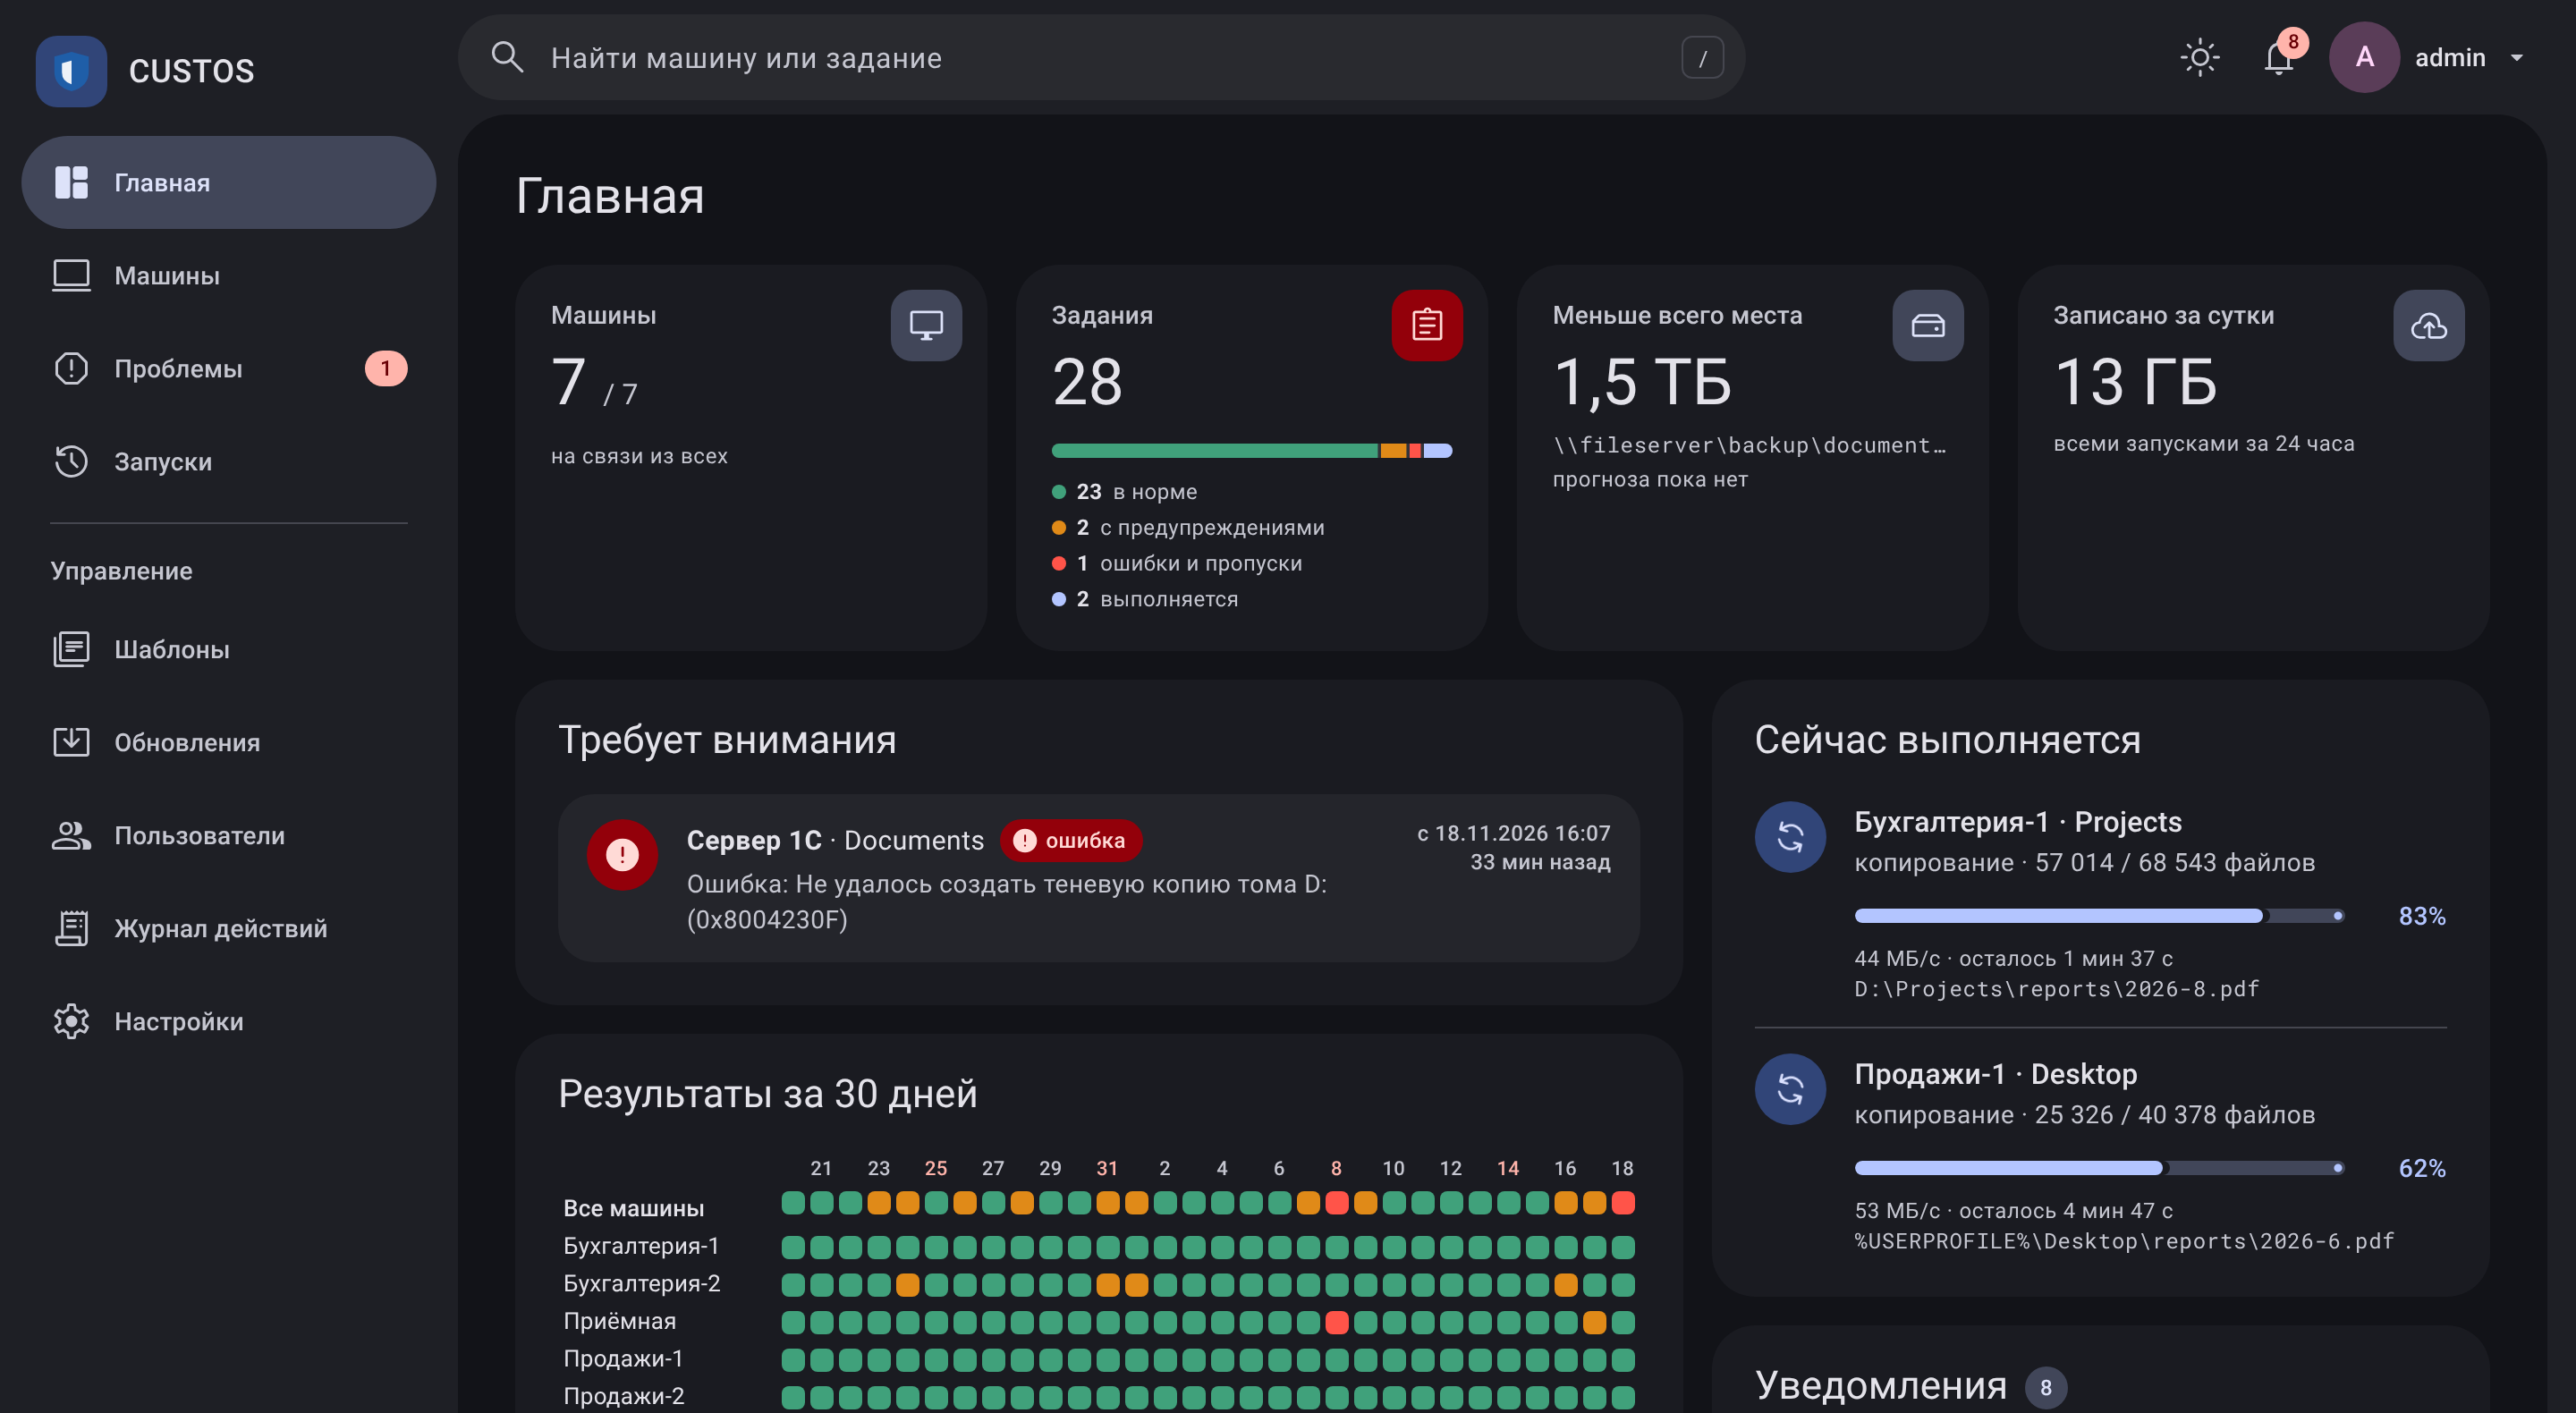 CUSTOS
Найти машину или задание
/
8
A
admin
Главная
Машины
Проблемы
1
Запуски
Управление
Шаблоны
Обновления
Пользователи
Журнал действий
Настройки
Главная
Машины
7 / 7
на связи из всех
Задания
28
23 в норме
2 с предупреждениями
1 ошибки и пропуски
2 выполняется
Меньше всего места
1,5 ТБ
\\fileserver\backup\document…
прогноза пока нет
Записано за сутки
13 ГБ
всеми запусками за 24 часа
Требует внимания
Сервер 1С · Documents
ошибка
с 18.11.2026 16:07
33 мин назад
Ошибка: Не удалось создать теневую копию тома D:
(0x8004230F)
Результаты за 30 дней
21 23 25 27 29 31 2 4 6 8 10 12 14 16 18
Все машины
Бухгалтерия-1
Бухгалтерия-2
Приёмная
Продажи-1
Продажи-2
Сейчас выполняется
Бухгалтерия-1 · Projects
копирование · 57 014 / 68 543 файлов
83%
44 МБ/с · осталось 1 мин 37 с
D:\Projects\reports\2026-8.pdf
Продажи-1 · Desktop
копирование · 25 326 / 40 378 файлов
62%
53 МБ/с · осталось 4 мин 47 с
%USERPROFILE%\Desktop\reports\2026-6.pdf
Уведомления 8